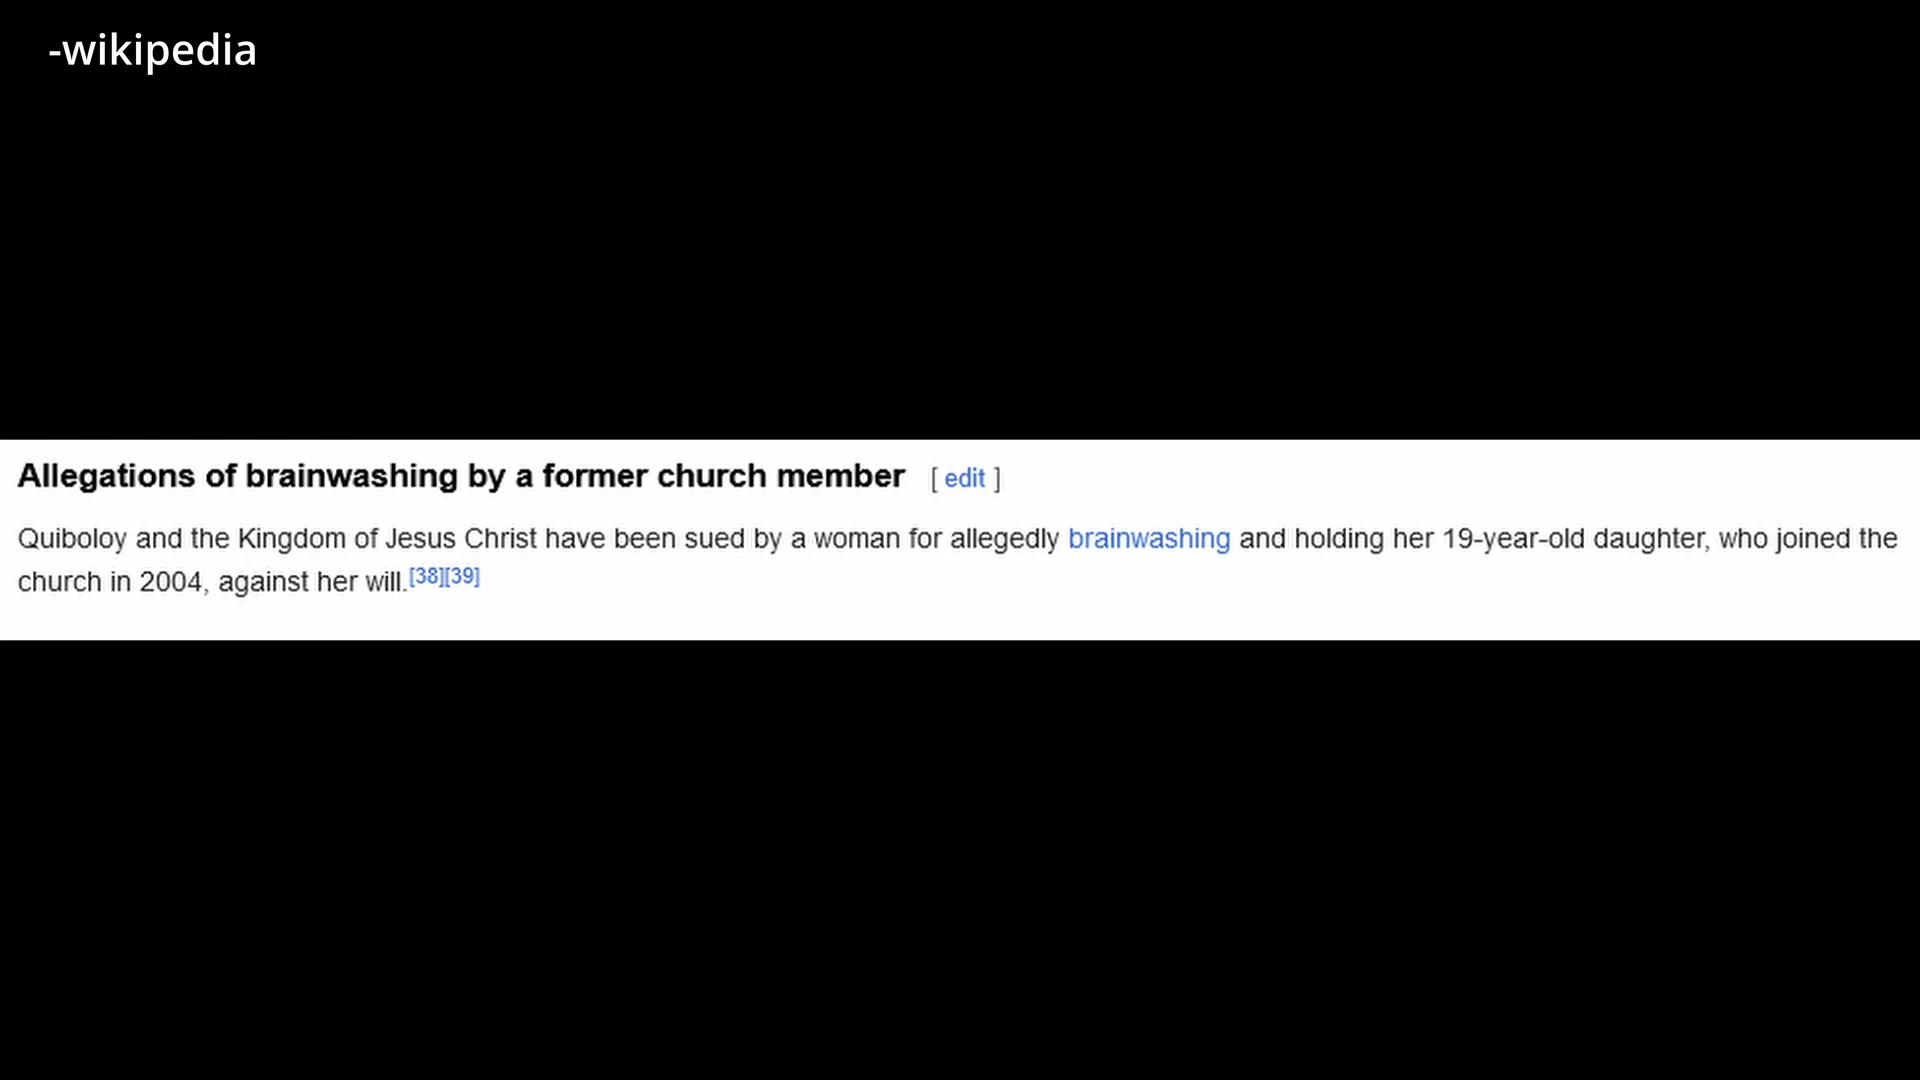 -wikipedia
Allegations of brainwashing by a former church member [ edit ]
Quiboloy and the Kingdom of Jesus Christ have been sued by a woman for allegedly brainwashing and holding her 19-year-old daughter, who joined the
church in 2004, against her will.[38][39]